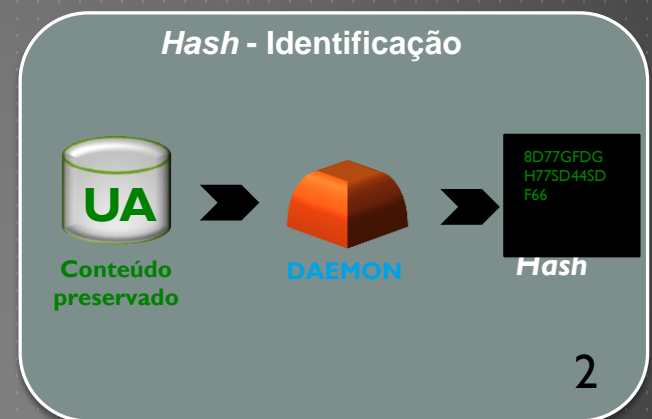 Hash - Identificação
UA
Conteúdo
preservado
DAEMON
8D77GFDG
H77SD44SD
F66
Hash
2